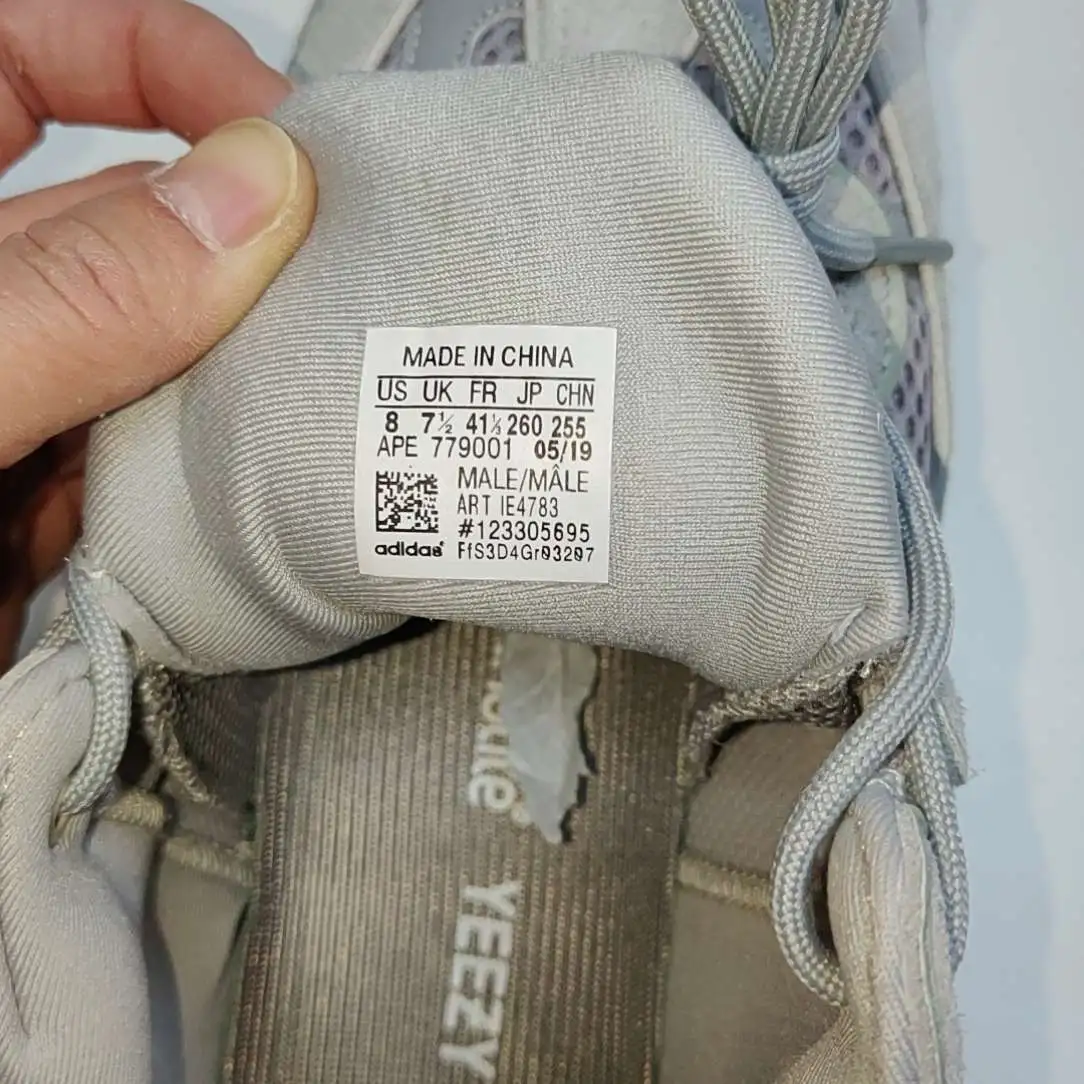 MADE IN CHINA
US UK FR JP CHN
8 7½ 41⅓ 260 255
APE 779001 05/19
MALE/MÂLE
ART IE4783
#123305695
adidas FfS3D4Gr03207
YEEZY